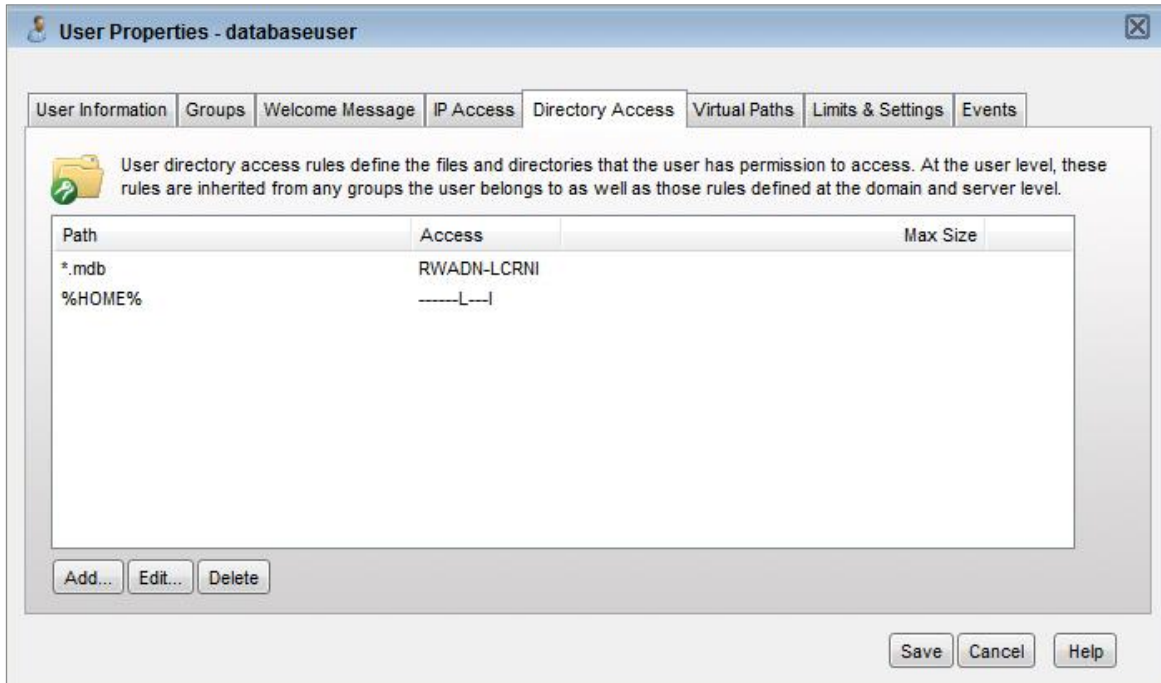 User Properties - databaseuser
User Information Groups Welcome Message IP Access Directory Access Virtual Paths Limits & Settings Events
User directory access rules define the files and directories that the user has permission to access. At the user level, these
rules are inherited from any groups the user belongs to as well as those rules defined at the domain and server level.
Path Access Max Size
*.mdb RWADN-LCRNI
%HOME% ------L---I
Add... Edit... Delete
Save Cancel Help